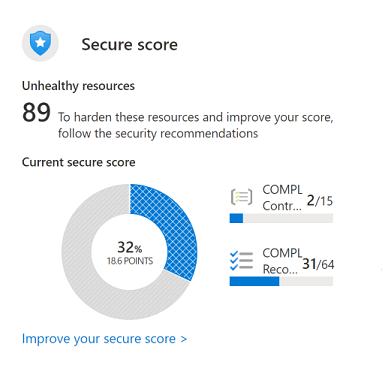 Secure score
Unhealthy resources
89 To harden these resources and improve your score,
follow the security recommendations
Current secure score
32%
18.6 POINTS
COMPL
Contr... 2/15
COMPL
Reco... 31/64
Improve your secure score >